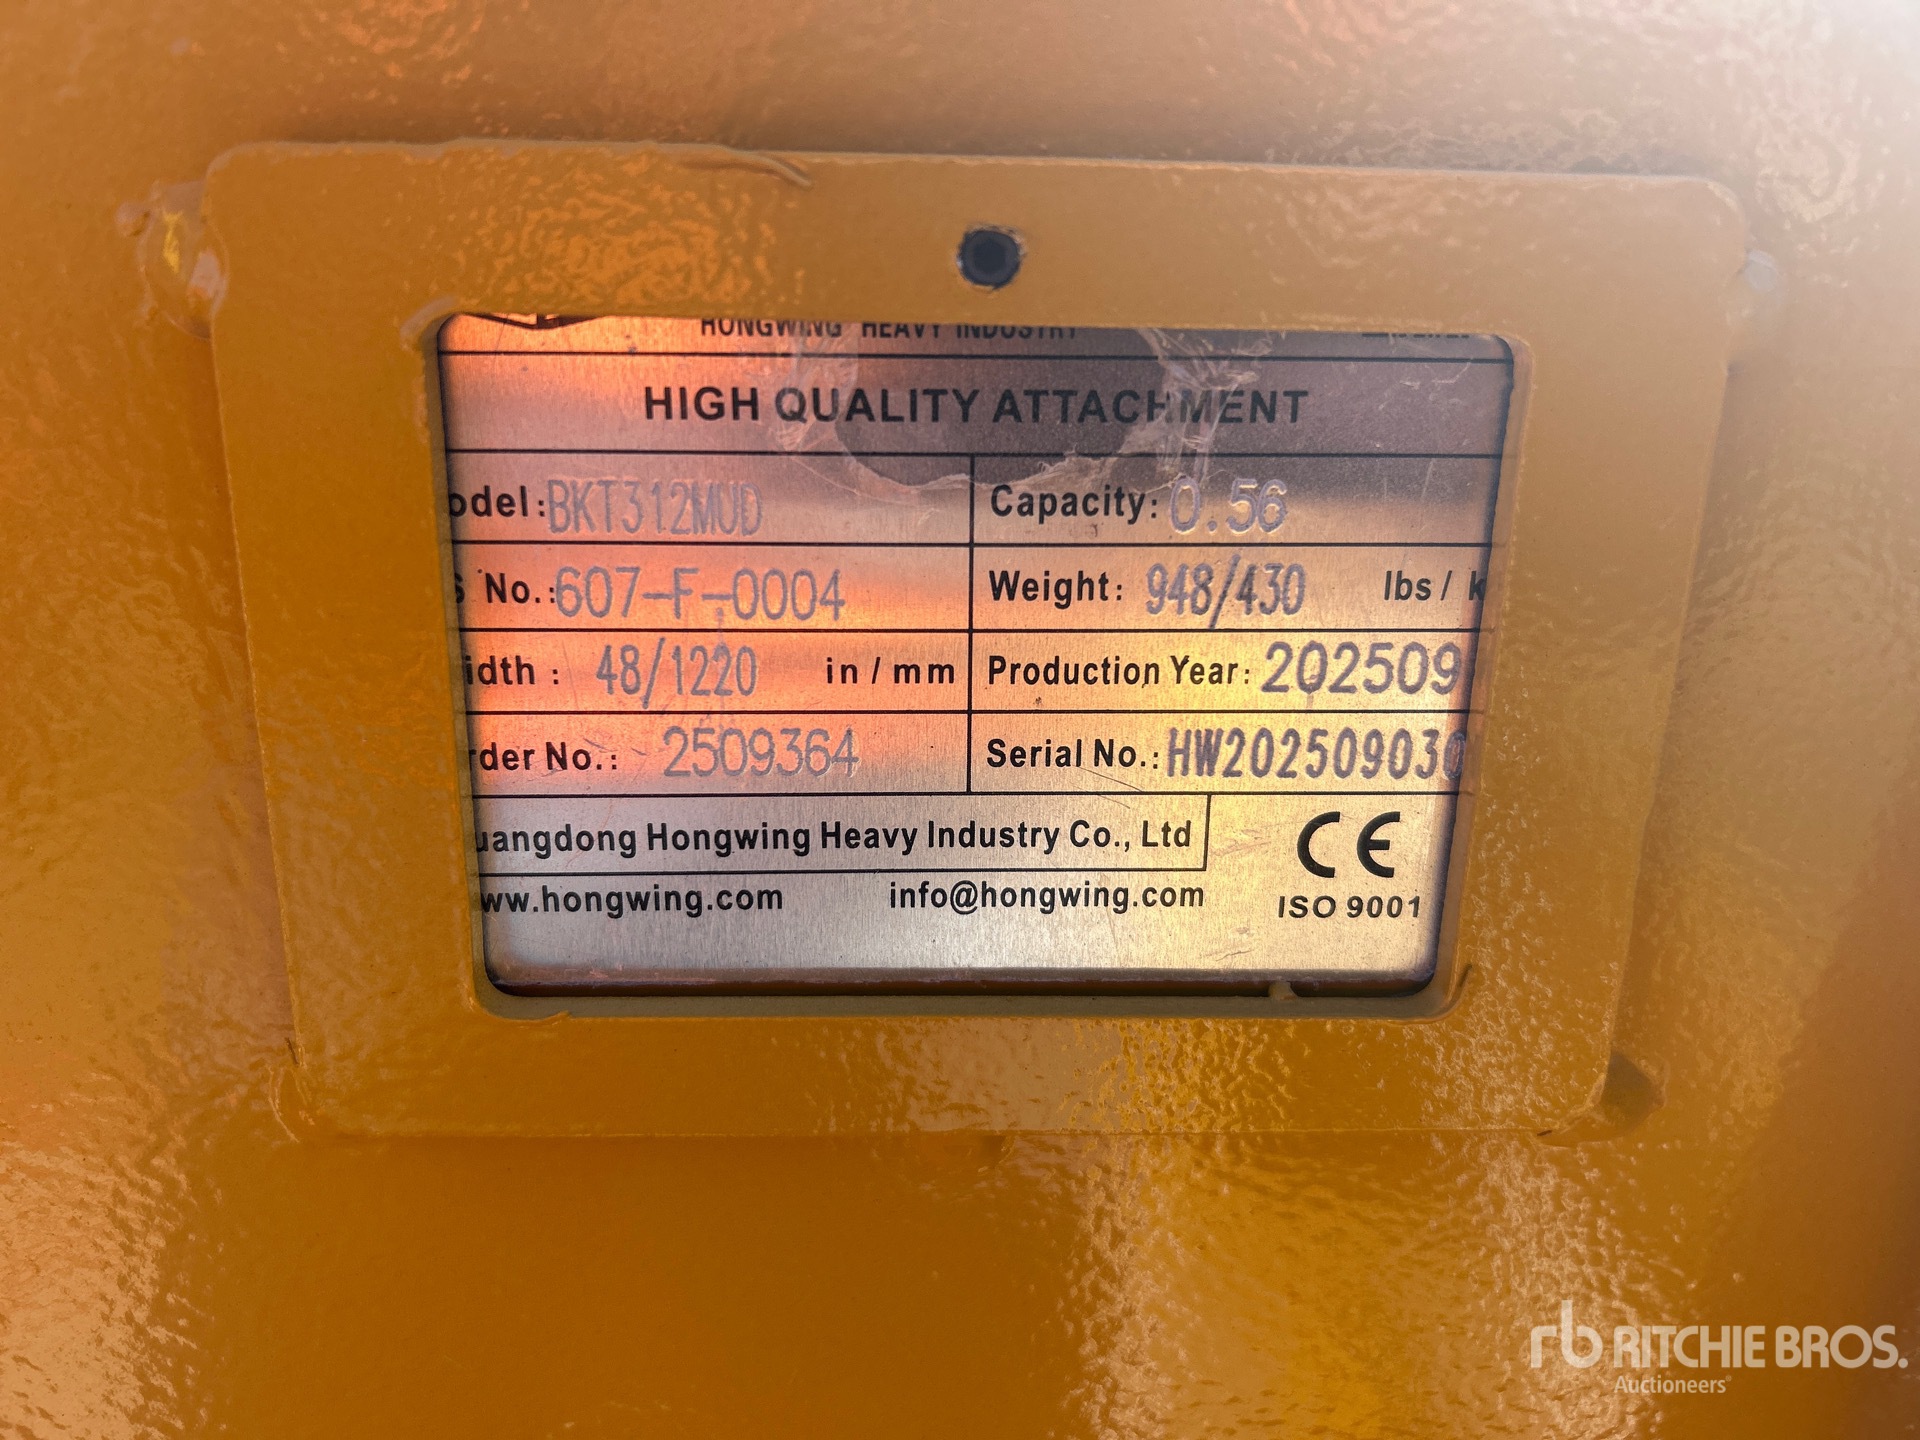 HONGWING HEAVY INDUSTRY
HIGH QUALITY ATTACHMENT
odel: BKT312MUD Capacity: 0.56
S No.: 607-F-0004 Weight: 948/430 lbs / k
idth : 48/1220 in / mm Production Year: 202509
rder No.: 2509364 Serial No.: HW202509030
uangdong Hongwing Heavy Industry Co., Ltd CE
ww.hongwing.com info@hongwing.com ISO 9001
rb RITCHIE BROS.
Auctioneers